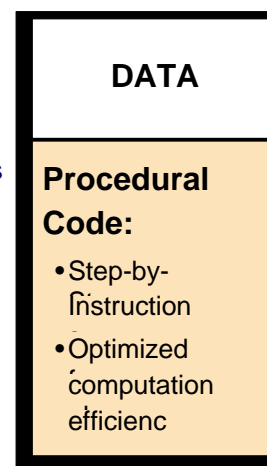 DATA
s
Procedural
Code:
•Step-by-
Instruction
•Optimized
computation
efficienc